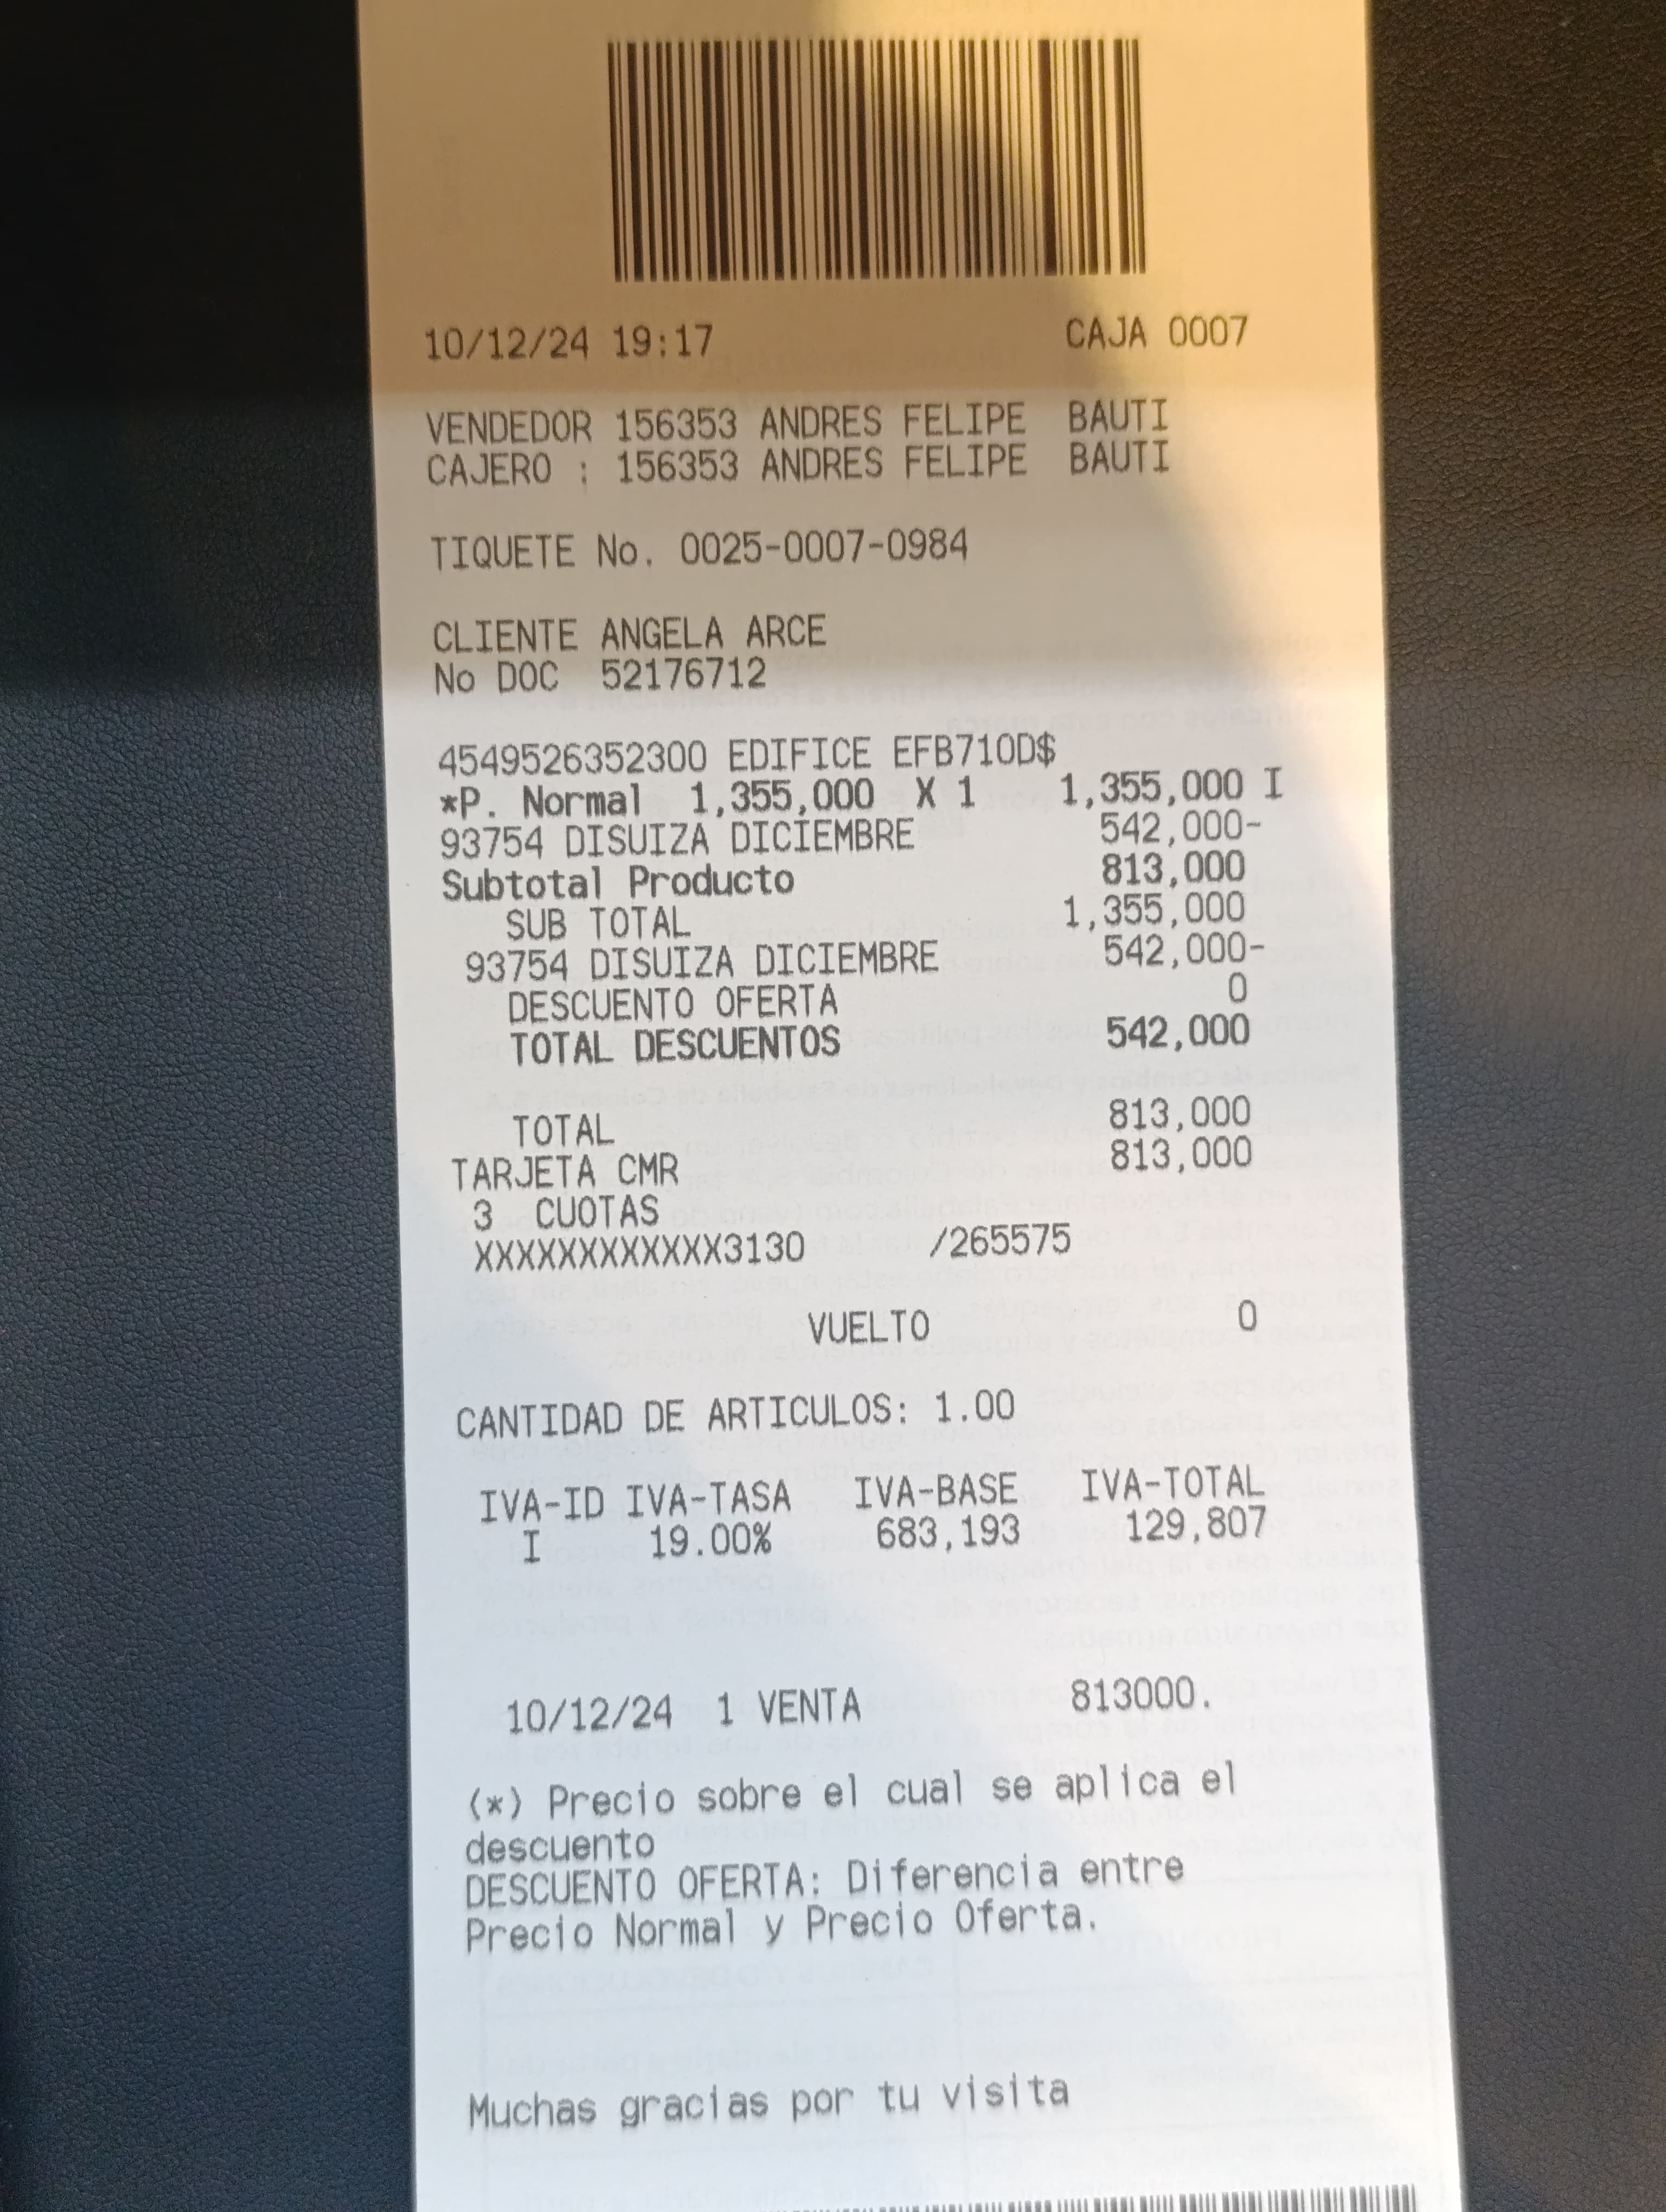 10/12/24 19:17 CAJA 0007
VENDEDOR 156353 ANDRES FELIPE BAUTI
CAJERO : 156353 ANDRES FELIPE BAUTI
TIQUETE No. 0025-0007-0984
CLIENTE ANGELA ARCE
No DOC 52176712
4549526352300 EDIFICE EFB710D$
*P. Normal 1,355,000 X 1 1,355,000 I
93754 DISUIZA DICIEMBRE 542,000-
Subtotal Producto 813,000
SUB TOTAL 1,355,000
93754 DISUIZA DICIEMBRE 542,000-
DESCUENTO OFERTA 0
TOTAL DESCUENTOS 542,000
TOTAL 813,000
TARJETA CMR 813,000
3 CUOTAS
XXXXXXXXXXXX3130 /265575
VUELTO 0
CANTIDAD DE ARTICULOS: 1.00
IVA-ID IVA-TASA IVA-BASE IVA-TOTAL
I 19.00% 683,193 129,807
10/12/24 1 VENTA 813000.
(*) Precio sobre el cual se aplica el
descuento
DESCUENTO OFERTA: Diferencia entre
Precio Normal y Precio Oferta.
Muchas gracias por tu visita